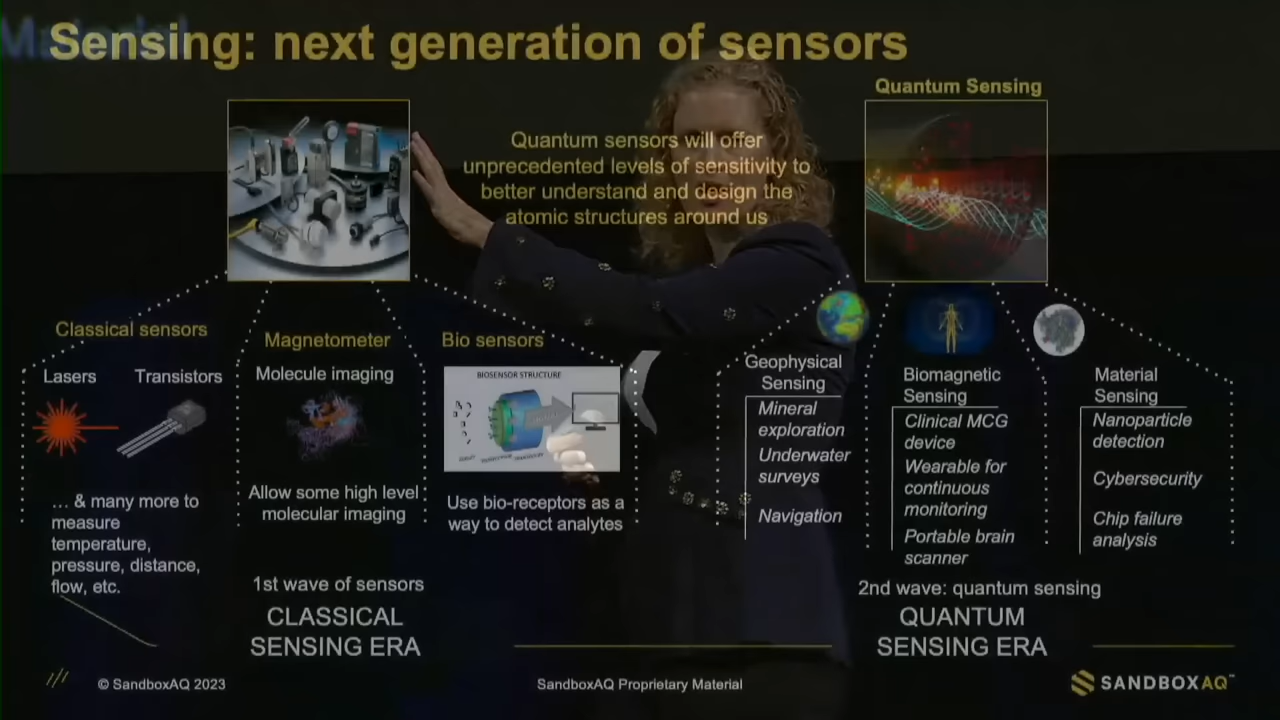 Material
Sensing: next generation of sensors
Quantum Sensing
Quantum sensors will offer
unprecedented levels of sensitivity to
better understand and design the
atomic structures around us
Classical sensors
Lasers
Transistors
... & many more to
measure
temperature,
pressure, distance,
flow, etc.
Magnetometer
Molecule imaging
Allow some high level
molecular imaging
Bio sensors
BIOSENSOR STRUCTURE
Use bio-receptors as a
way to detect analytes
1st wave of sensors
CLASSICAL
SENSING ERA
Geophysical
Sensing
Mineral
exploration
Underwater
surveys
Navigation
Biomagnetic
Sensing
Clinical MCG
device
Wearable for
continuous
monitoring
Portable brain
scanner
Material
Sensing
Nanoparticle
detection
Cybersecurity
Chip failure
analysis
2nd wave: quantum sensing
QUANTUM
SENSING ERA
© SandboxAQ 2023
SandboxAQ Proprietary Material
SANDBOXAQ™